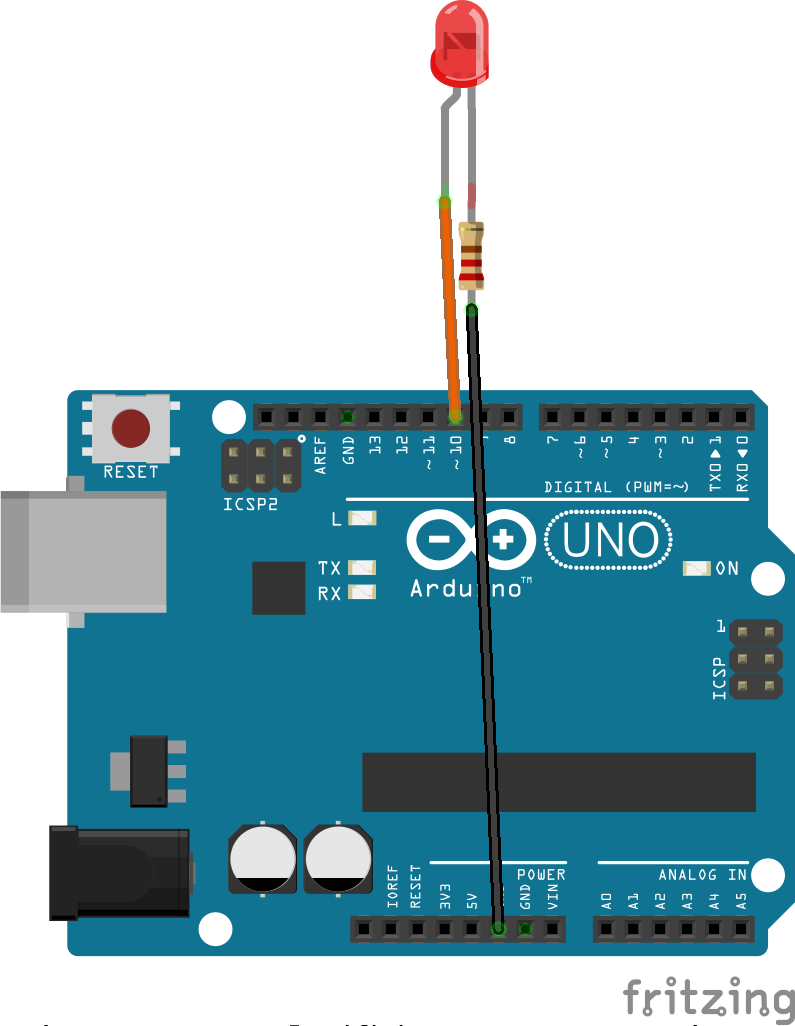 RESET
ICSP2
AREF
GND
13
12
~11
~10
8
7
~6
~5
4
~3
2
TX0▶1
RX0◀0
DIGITAL (PWM=~)
L
TX
RX
UNO
Arduino™
ON
1
ICSP
IOREF
RESET
3V3
5V
GND
VIN
POWER
ANALOG IN
A0
A1
A2
A3
A4
A5
fritzing